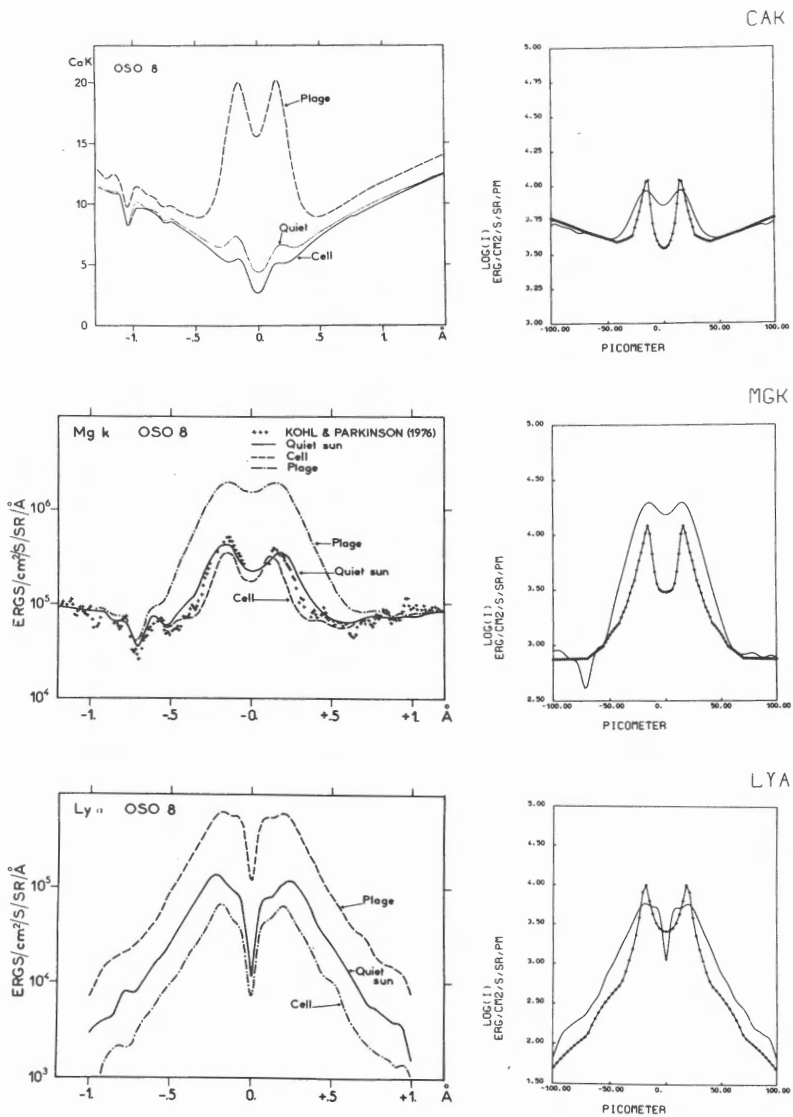 CAK
CaK
OSO 8
20
15
10
5
0
Plage
Quiet
Cell
-1.
-.5
0.
.5
1.
Å
5.00
4.75
4.50
4.25
4.00
3.75
3.50
3.25
3.00
LOG(I)
ERG/CM2/S/SR/PM
-100.00
-50.00
0.
50.00
100.00
PICOMETER
MGK
Mg k OSO 8
+++ KOHL & PARKINSON (1976)
Quiet sun
Cell
Plage
ERGS/cm²/S/SR/Å
10⁶
10⁵
10⁴
Plage
Quiet sun
Cell
-1.
-.5
-0.
+.5
+1.
Å
5.00
4.50
4.00
3.50
3.00
2.50
LOG(I)
ERG/CM2/S/SR/PM
-100.00
-50.00
0.
50.00
100.00
PICOMETER
LYA
Ly α OSO 8
ERGS/cm²/S/SR/Å
10⁵
10⁴
10³
Plage
Quiet
sun
Cell
-1.
-.5
0.
+.5
+1.
Å
5.00
4.50
4.00
3.50
3.00
2.50
2.00
1.50
LOG(I)
ERG/CM2/S/SR/PM
-100.00
-50.00
0.
50.00
100.00
PICOMETER